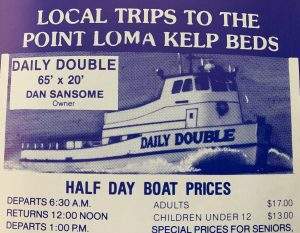 LOCAL TRIPS TO THE
POINT LOMA KELP BEDS
DAILY DOUBLE
65' x 20'
DAN SANSOME
Owner
DAILY DOUBLE
HALF DAY BOAT PRICES
DEPARTS 6:30 A.M.
RETURNS 12:00 NOON
DEPARTS 1:00 P.M.
ADULTS $17.00
CHILDREN UNDER 12 $13.00
SPECIAL PRICES FOR SENIORS,